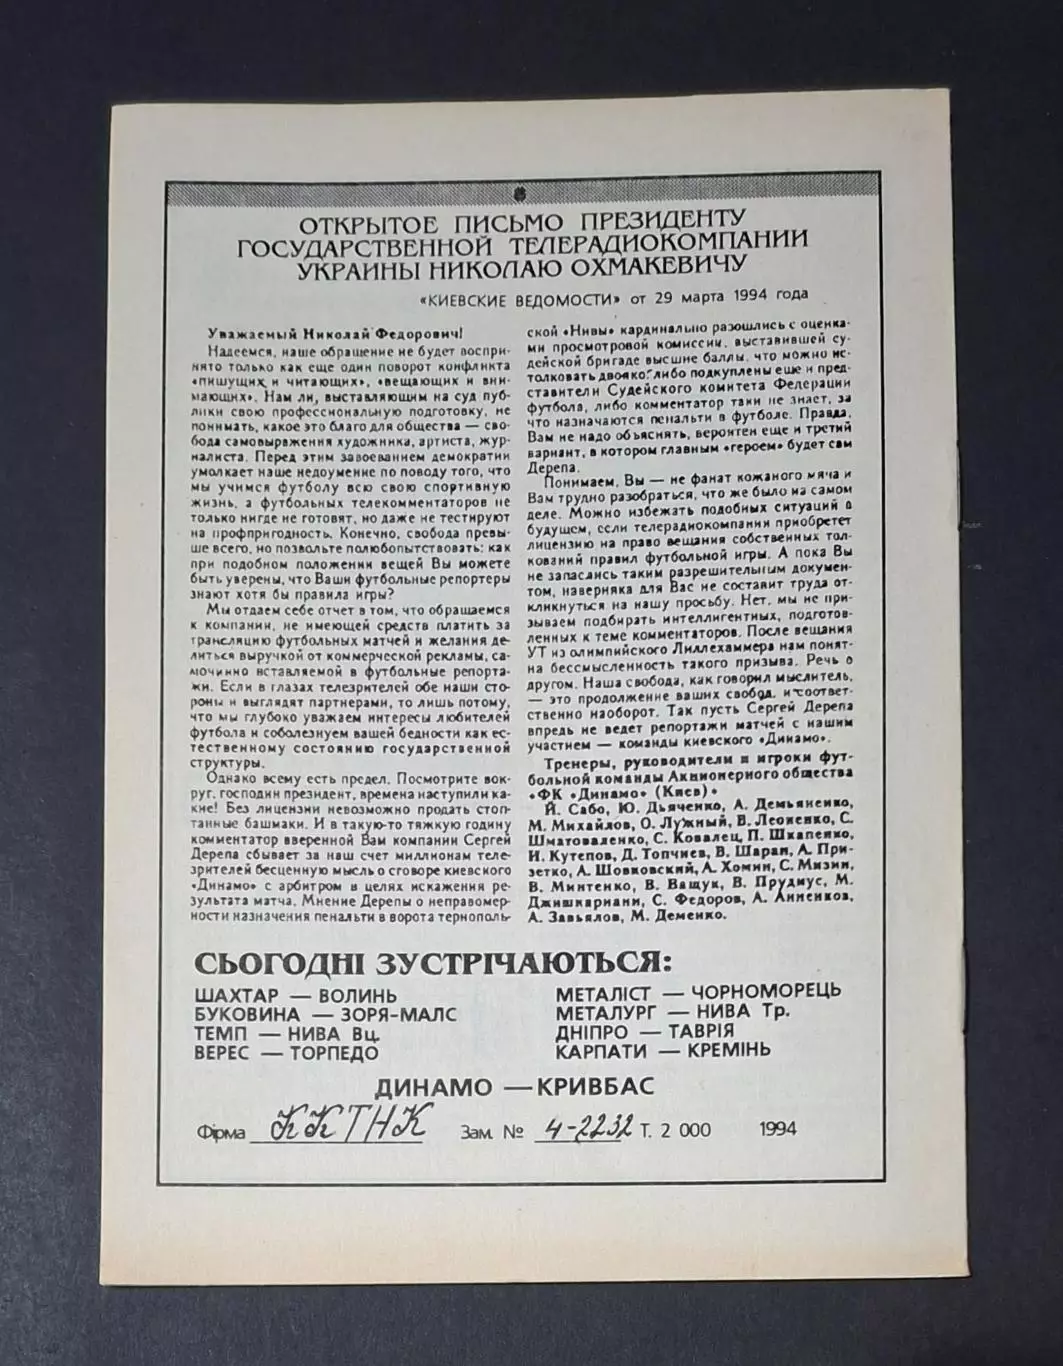 ОТКРЫТОЕ ПИСЬМО ПРЕЗИДЕНТУ
ГОСУДАРСТВЕННОЙ ТЕЛЕРАДИОКОМПАНИИ
УКРАИНЫ НИКОЛАЮ ОХМАКЕВИЧУ
«КИЕВСКИЕ ВЕДОМОСТИ» от 29 марта 1994 года
Уважаемый Николай Федорович!
Надеемся, наше обращение не будет воспри-
нято только как еще один поворот конфликта
«пишущих и читающих», «вещающих и вни-
мающих». Нам ли, выставляющим на суд пуб-
лики свою профессиональную подготовку, не
понимать, какое это благо для общества — сво-
бода самовыражения художника, артиста, жур-
налиста. Перед этим завоеванием демократии
умолкает наше недоумение по поводу того, что
мы учимся футболу всю свою спортивную
жизнь, а футбольных телекомментаторов не
только нигде не готовят, но даже не тестируют
на профпригодность. Конечно, свобода превы-
ше всего, но позвольте полюбопытствовать: как
при подобном положении вещей Вы можете
быть уверены, что Ваши футбольные репортеры
знают хотя бы правила игры?
Мы отдаем себе отчет в том, что обращаемся
к компании, не имеющей средств платить за
трансляцию футбольных матчей и желания де-
литься выручкой от коммерческой рекламы, са-
мочинно вставляемой в футбольные репорта-
жи. Если в глазах телезрителей обе наши сто-
роны и выглядят партнерами, то лишь потому,
что мы глубоко уважаем интересы любителей
футбола и соболезнуем вашей бедности как ес-
тественному состоянию государственной
структуры.
Однако всему есть предел. Посмотрите вок-
руг, господин президент, времена наступили ка-
кие! Без лицензии невозможно продать стоп-
танные башмаки. И в такую-то тяжкую годину
комментатор вверенной Вам компании Сергей
Дерепа сбывает за наш счет миллионам теле-
зрителей бесценную мысль о сговоре киевского
«Динамо» с арбитром в целях искажения ре-
зультата матча. Мнение Дерепы о неправомер-
ности назначения пенальти в ворота тернополь-
ской «Нивы» кардинально разошлись с оценка-
ми просмотровой комиссии, выставившей су-
дейской бригаде высшие баллы, что можно ис-
толковать двояко: либо подкуплены еще и пред-
ставители Судейского комитета Федерации
футбола, либо комментатор таки не знает, за
что назначаются пенальти в футболе. Правда,
Вам не надо объяснять, вероятен еще и третий
вариант, в котором главным «героем» будет сам
Дерепа.
Понимаем, Вы — не фанат кожаного мяча и
Вам трудно разобраться, что же было на самом
деле. Можно избежать подобных ситуаций в
будущем, если телерадиокомпании приобретет
лицензию на право вещания собственных тол-
кований правил футбольной игры. А пока Вы
не запаслись таким разрешительным докумен-
том, наверняка для Вас не составит труда от-
кликнуться на нашу просьбу. Нет, мы не при-
зываем подбирать интеллигентных, подготов-
ленных к теме комментаторов. После вещания
УТ из олимпийского Лиллехаммера нам понят-
на бессмысленность такого призыва. Речь о
другом. Наша свобода, как говорил мыслитель,
— это продолжение ваших свобод, и соответ-
ственно наоборот. Так пусть Сергей Дерепа
впредь не ведет репортажи матчей с нашим
участием — команды киевского «Динамо».
Тренеры, руководители и игроки фут-
больной команды Акционерного общества
«ФК «Динамо» (Киев)»
Й. Сабо, Ю. Дьяченко, А. Демьяненко,
М. Михайлов, О. Лужный, В. Леоненко, С.
Шматоваленко, С. Ковалец, П. Шкапенко,
И. Кутепов, Д. Топчиев, В. Шаран, А. При-
зетко, А. Шовковский, А. Хомин, С. Мизин,
В. Минтенко, В. Ващук, В. Прудиус, М.
Джишкариани, С. Федоров, А. Анненков,
А. Завьялов, М. Деменко.
СЬОГОДНІ ЗУСТРІЧАЮТЬСЯ:
ШАХТАР — ВОЛИНЬ
БУКОВИНА — ЗОРЯ-МАЛС
ТЕМП — НИВА Вц.
ВЕРЕС — ТОРПЕДО
МЕТАЛІСТ — ЧОРНОМОРЕЦЬ
МЕТАЛУРГ — НИВА Тр.
ДНІПРО — ТАВРІЯ
КАРПАТИ — КРЕМІНЬ
ДИНАМО — КРИВБАС
Фірма ККТНК Зам. № 4-2232 Т. 2 000 1994